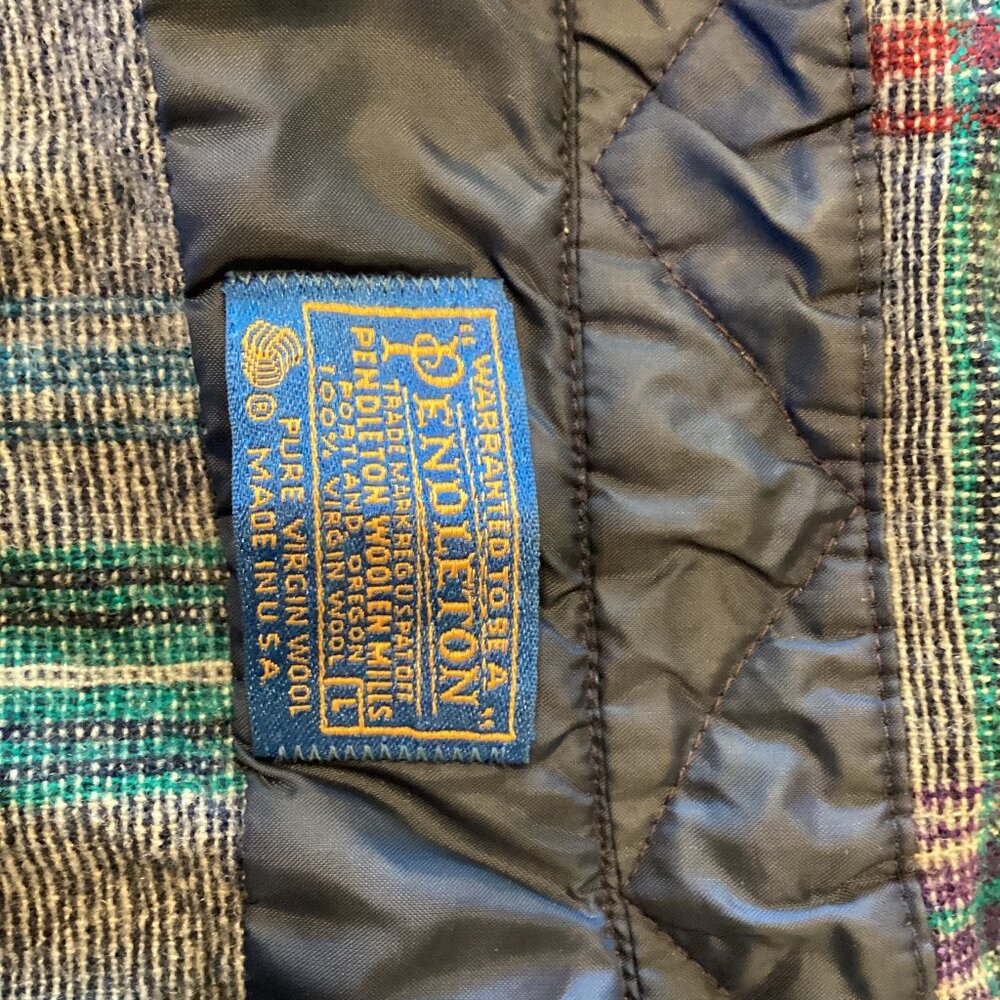 "WARRANTED TO BE A
PENDLETON"
TRADE MARK REG US PAT OFF
PENDLETON WOOLEN MILLS
PORTLAND, OREGON
100% VIRGIN WOOL L
PURE VIRGIN WOOL
® MADE IN U S A